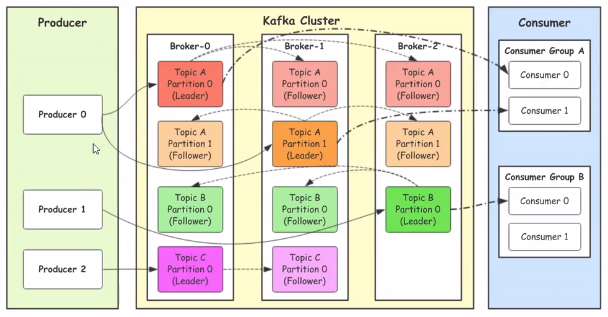 Producer
Kafka Cluster
Consumer
Broker-0
Broker-1
Broker-2
Consumer Group A
Topic A
Partition 0
(Leader)
Topic A
Partition 0
(Follower)
Topic A
Partition 0
(Follower)
Consumer 0
Consumer 1
Producer 0
Topic A
Partition 1
(Follower)
Topic A
Partition 1
(Leader)
Topic A
Partition 1
(Follower)
Consumer Group B
Producer 1
Topic B
Partition 0
(Follower)
Topic B
Partition 0
(Follower)
Topic B
Partition 0
(Leader)
Consumer 0
Consumer 1
Producer 2
Topic C
Partition 0
(Leader)
Topic C
Partition 0
(Follower)